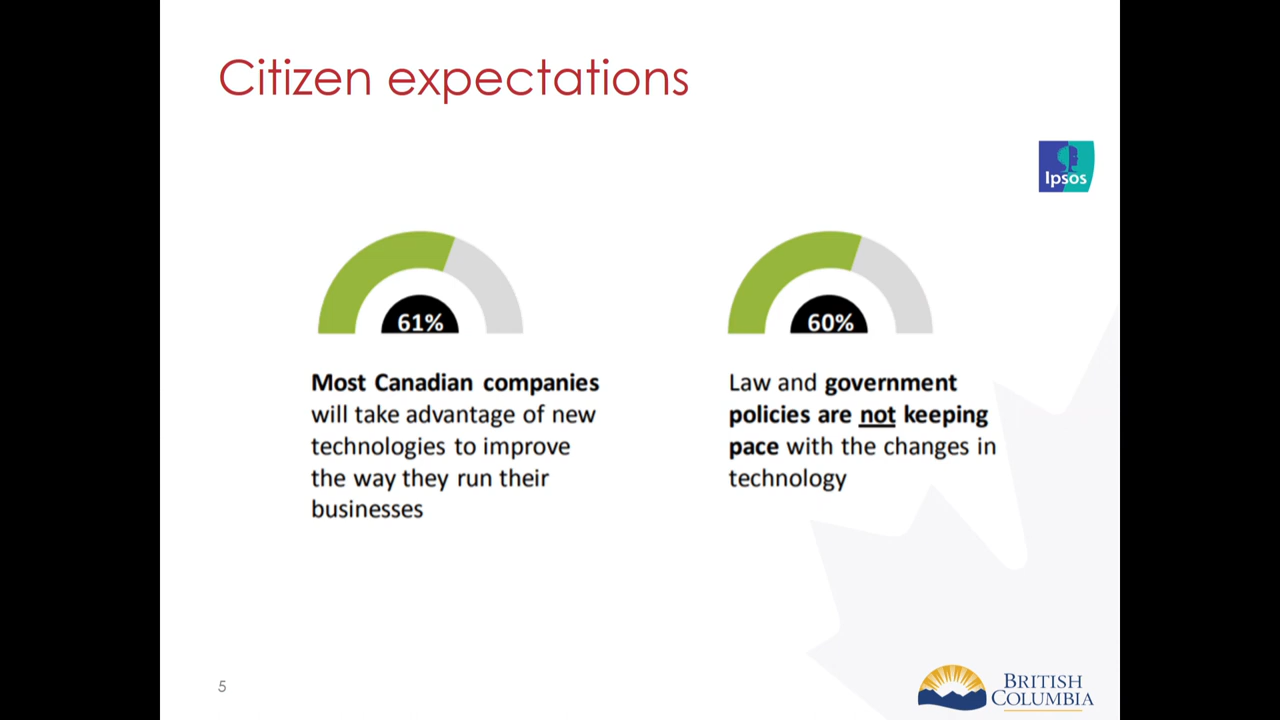 Citizen expectations
Ipsos
61%
Most Canadian companies
will take advantage of new
technologies to improve
the way they run their
businesses
60%
Law and government
policies are not keeping
pace with the changes in
technology
5
BRITISH
COLUMBIA